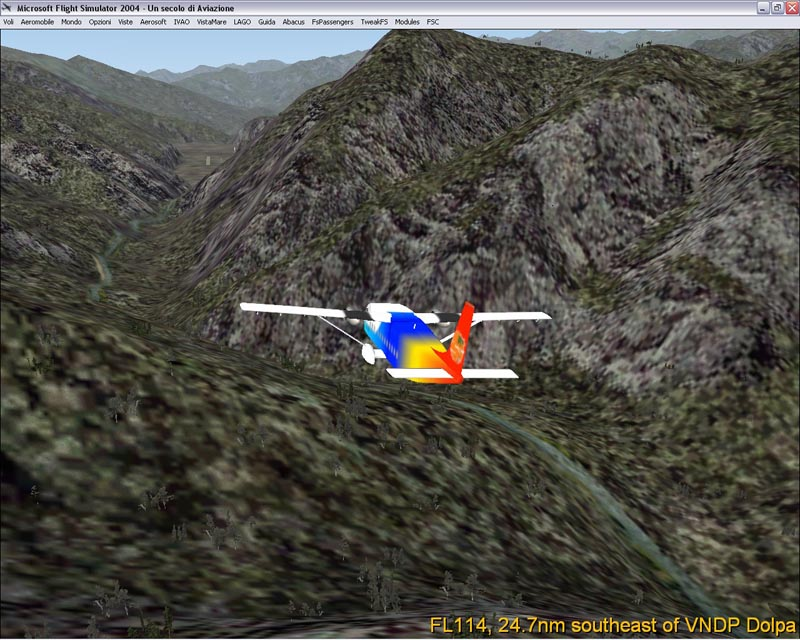 Microsoft Flight Simulator 2004 - Un secolo di Aviazione
Voli Aeromobile Mondo Opzioni Viste Aerosoft IVAO VistaMare LAGO Guida Abacus FsPassengers TweakFS Modules FSC
FL114, 24.7nm southeast of VNDP Dolpa